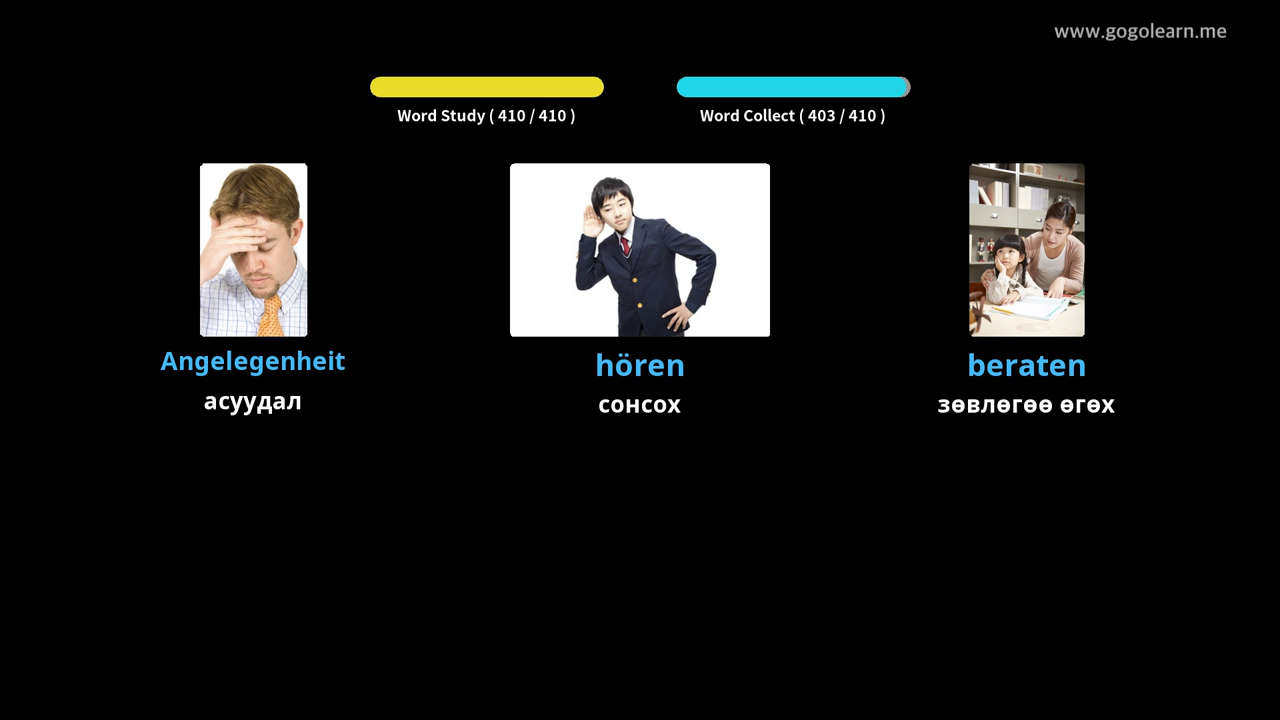 www.gogolearn.me
Word Study ( 410 / 410 )
Word Collect ( 403 / 410 )
Angelegenheit
асуудал
hören
сонсох
beraten
зөвлөгөө өгөх